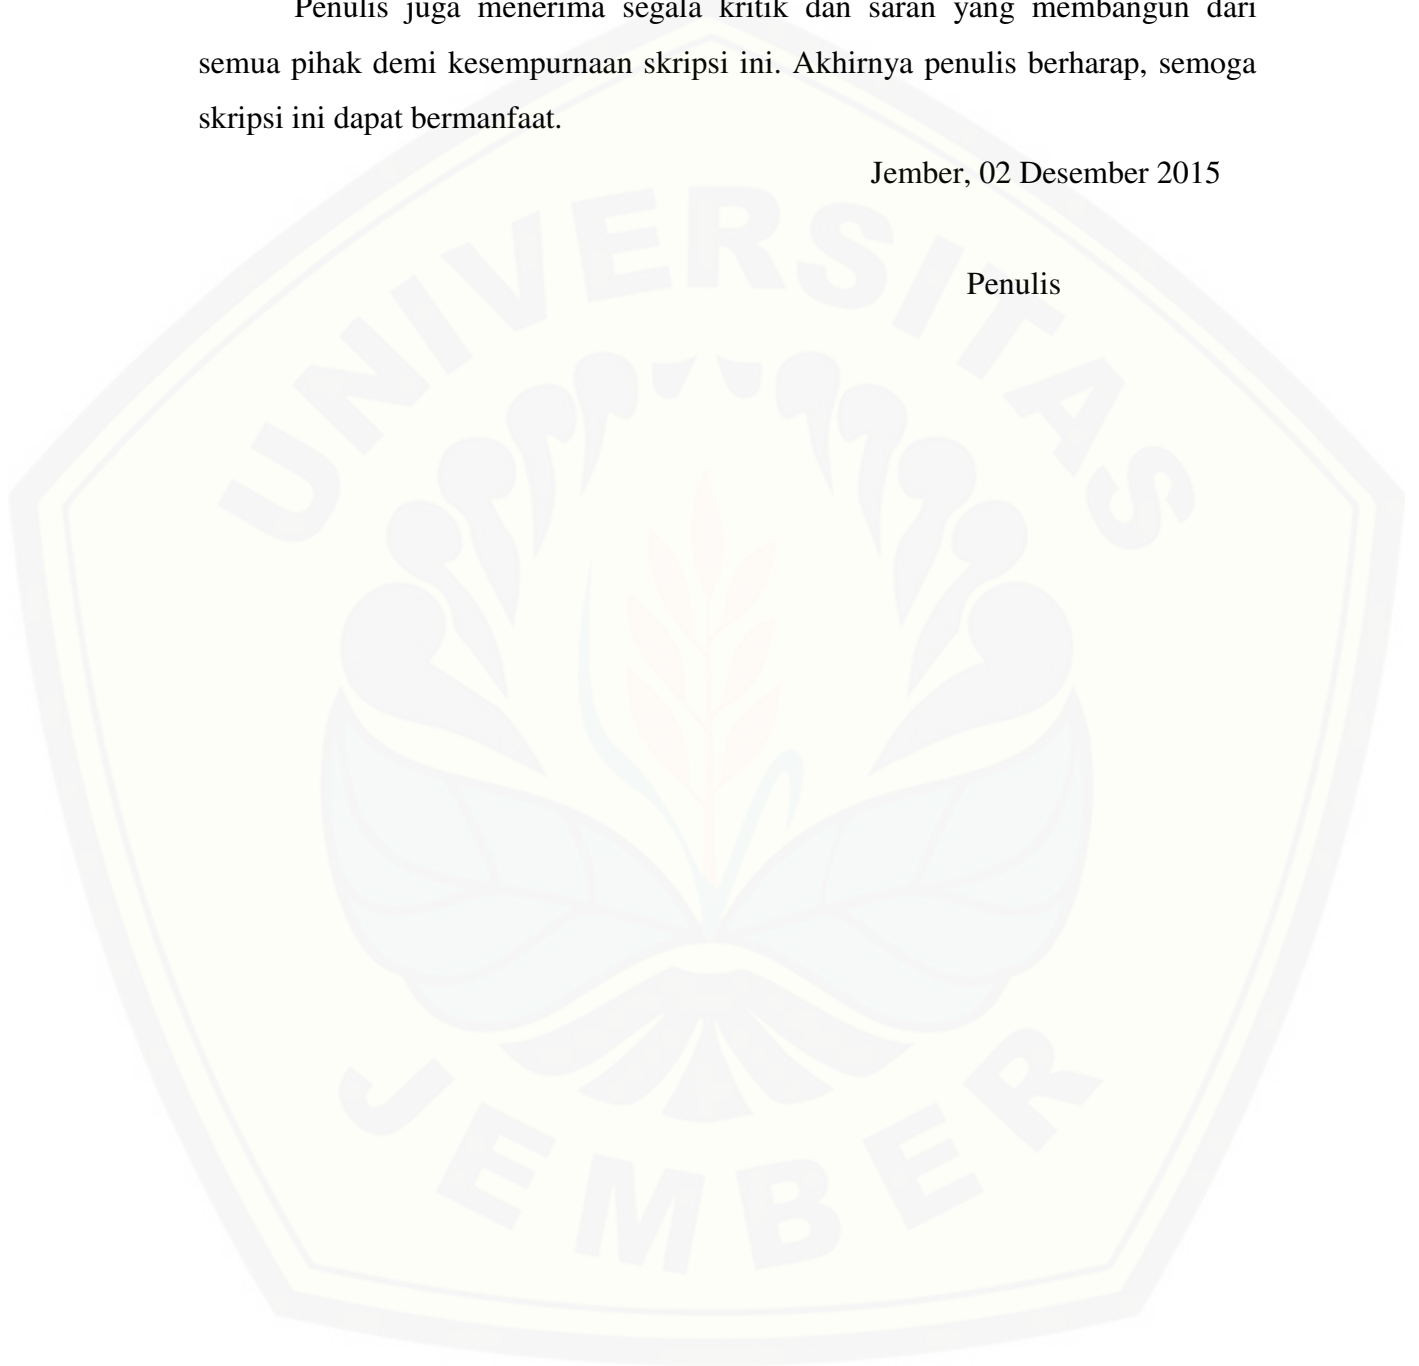 Penulis juga menerima segala kritik dan saran yang membangun dari
semua pihak demi kesempurnaan skripsi ini. Akhirnya penulis berharap, semoga
skripsi ini dapat bermanfaat.
Jember, 02 Desember 2015
Penulis
UNIVERSITAS
JEMBER